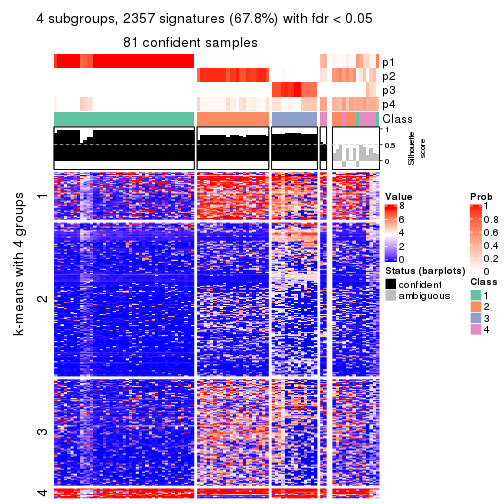 4 subgroups, 2357 signatures (67.8%) with fdr < 0.05
81 confident samples
p1
p2
p3
p4
Class
1
0.5
0
Silhouette
score
k-means with 4 groups
1
2
3
4
Value
8
6
4
2
0
Status (barplots)
confident
ambiguous
Prob
1
0.8
0.6
0.4
0.2
0
Class
1
2
3
4